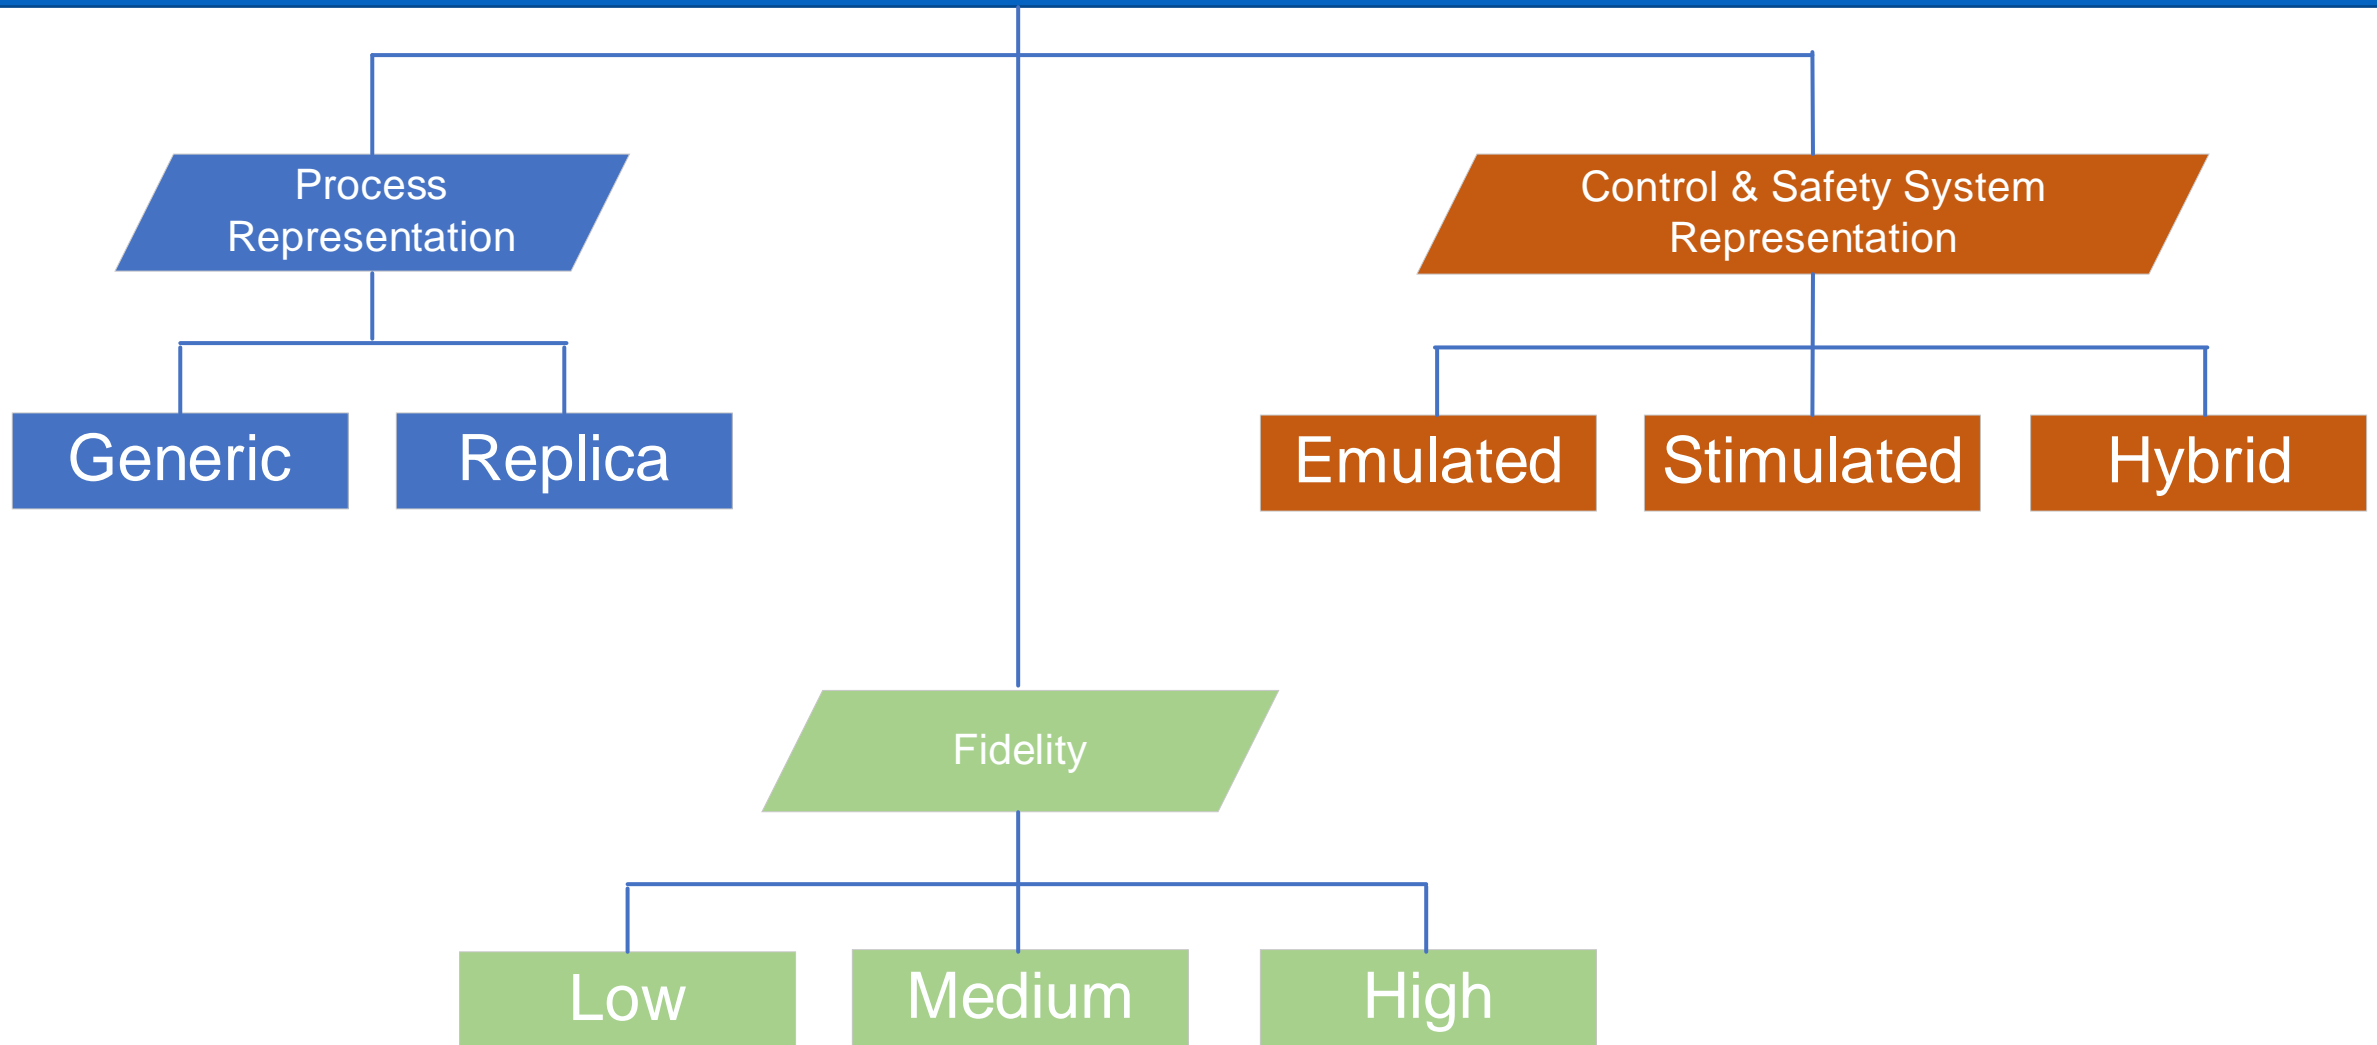 Process
Representation
Control & Safety System
Representation
Generic
Replica
Emulated
Stimulated
Hybrid
Fidelity
Low
Medium
High